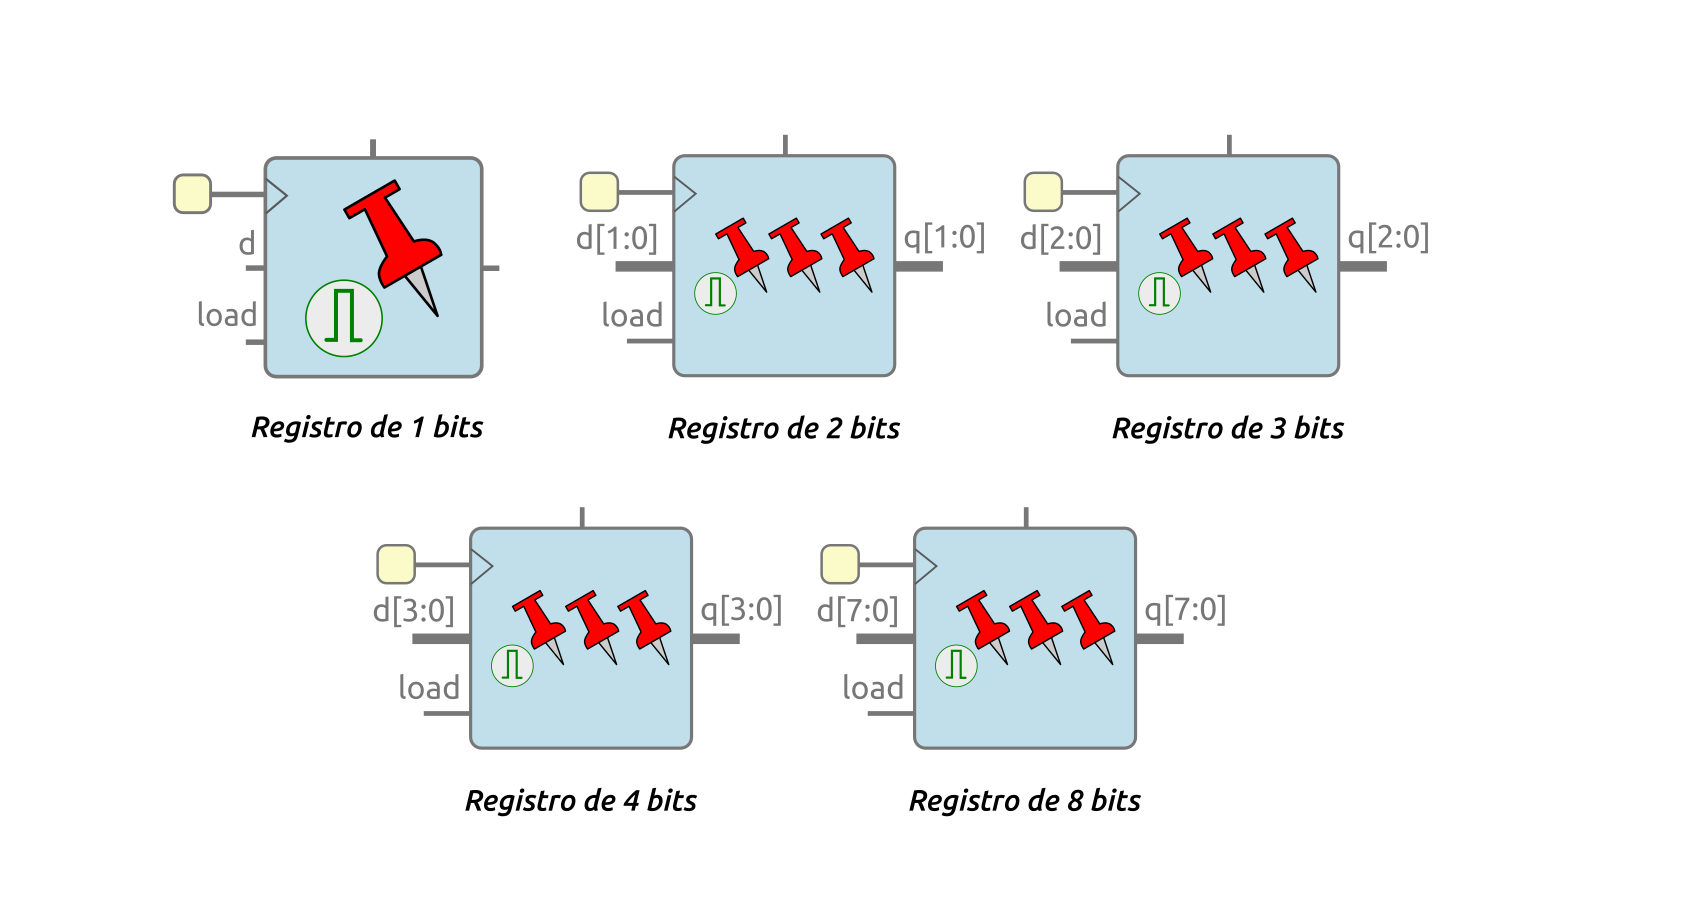 d
load
Registro de 1 bits
d[1:0]
q[1:0]
load
Registro de 2 bits
d[2:0]
q[2:0]
load
Registro de 3 bits
d[3:0]
q[3:0]
load
Registro de 4 bits
d[7:0]
q[7:0]
load
Registro de 8 bits